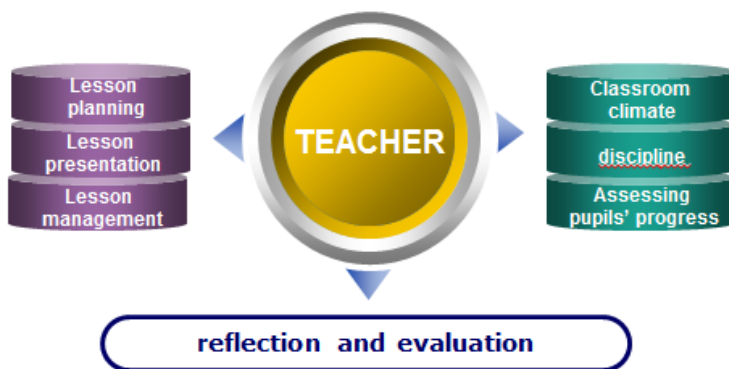 Lesson
planning
Lesson
presentation
Lesson
management
TEACHER
Classroom
climate
discipline
Assessing
pupils’ progress
reflection and evaluation